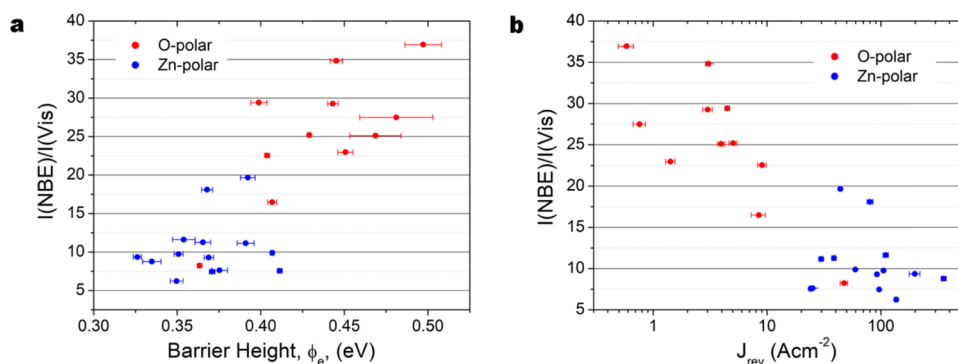 a
O-polar
Zn-polar
I(NBE)/I(Vis)
40
35
30
25
20
15
10
5
0.30 0.35 0.40 0.45 0.50
Barrier Height, ϕe, (eV)
b
O-polar
Zn-polar
I(NBE)/I(Vis)
40
35
30
25
20
15
10
5
1 10 100
Jrev (Acm-2)